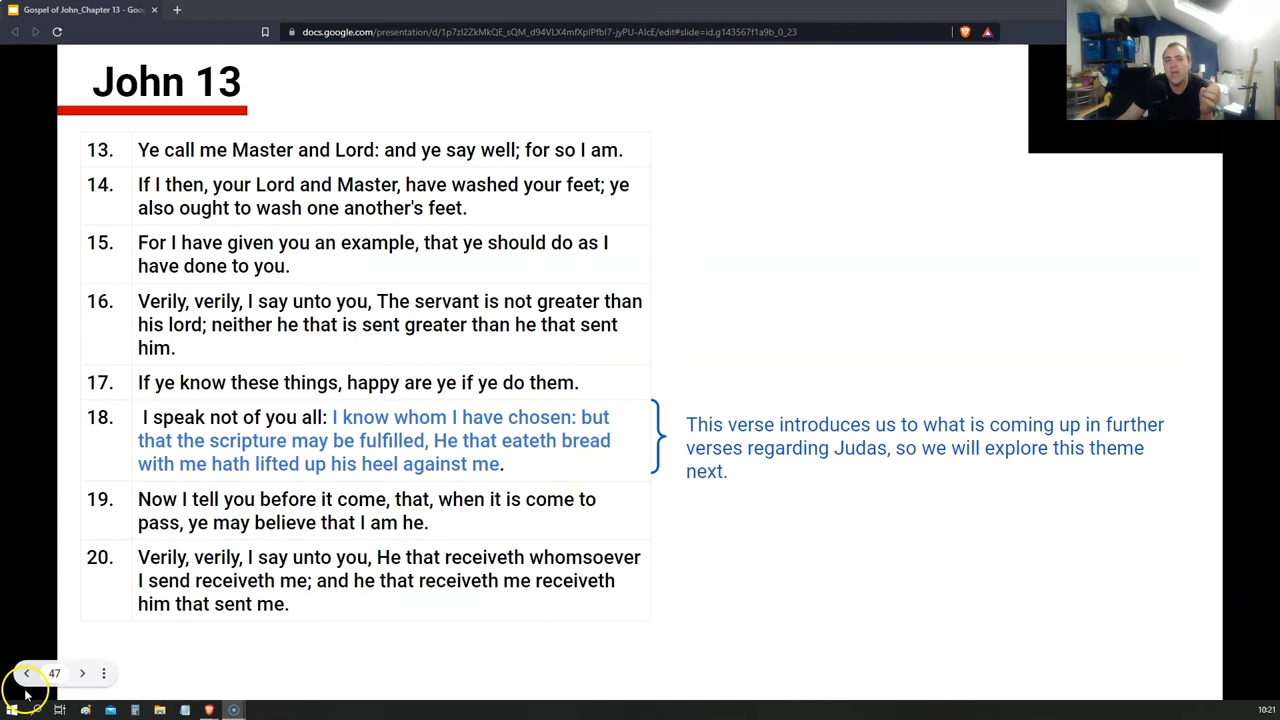 Gospel of John_Chapter 13 - Goo
docs.google.com/presentation/d/1p7zI2ZkMkQE_sQM_d94VLX4mfXpIPfbI7-jyPU-AIcE/edit#slide=id.g143567f1a9b_0_23
John 13
13. Ye call me Master and Lord: and ye say well; for so I am.
14. If I then, your Lord and Master, have washed your feet; ye
also ought to wash one another's feet.
15. For I have given you an example, that ye should do as I
have done to you.
16. Verily, verily, I say unto you, The servant is not greater than
his lord; neither he that is sent greater than he that sent
him.
17. If ye know these things, happy are ye if ye do them.
18. I speak not of you all: I know whom I have chosen: but
that the scripture may be fulfilled, He that eateth bread
with me hath lifted up his heel against me.
This verse introduces us to what is coming up in further
verses regarding Judas, so we will explore this theme
next.
19. Now I tell you before it come, that, when it is come to
pass, ye may believe that I am he.
20. Verily, verily, I say unto you, He that receiveth whomsoever
I send receiveth me; and he that receiveth me receiveth
him that sent me.
47
10:21